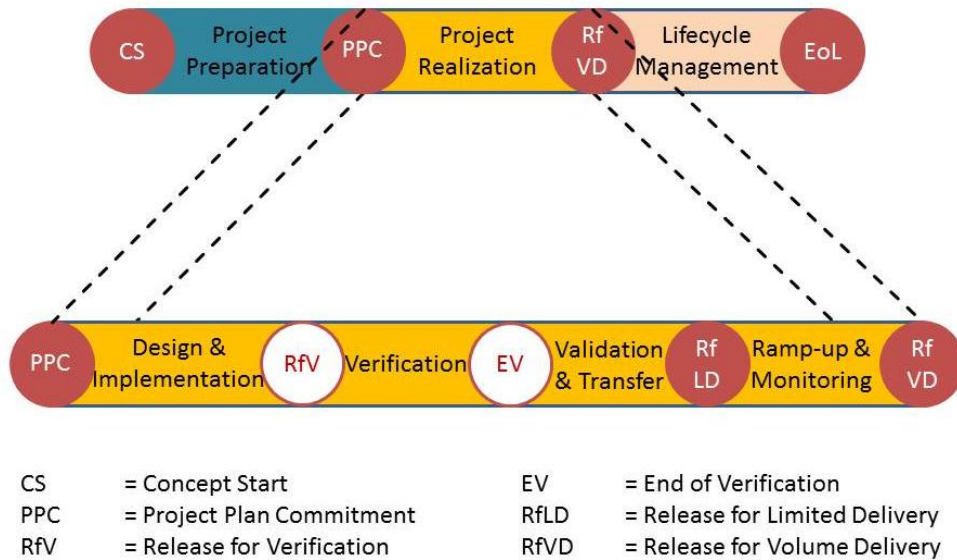 CS
Project
Preparation
PPC
Project
Realization
Rf
VD
Lifecycle
Management
EoL
PPC
Design &
Implementation
RfV
Verification
EV
Validation
& Transfer
Rf
LD
Ramp-up &
Monitoring
Rf
VD
CS = Concept Start
PPC = Project Plan Commitment
RfV = Release for Verification
EV = End of Verification
RfLD = Release for Limited Delivery
RfVD = Release for Volume Delivery